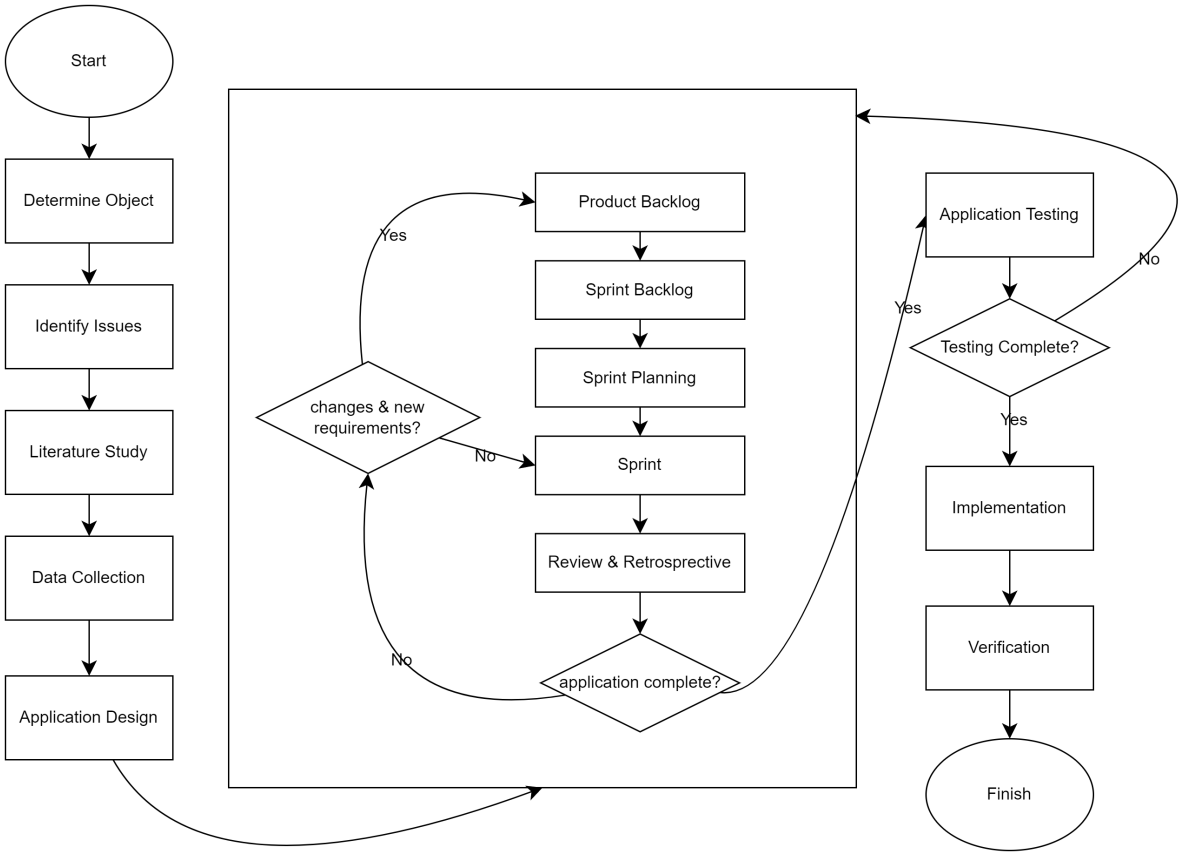 Start
Determine Object
Identify Issues
Literature Study
Data Collection
Application Design
Product Backlog
Yes
Sprint Backlog
Sprint Planning
changes & new
requirements?
No
Sprint
Review & Retrosprective
No
application complete?
Yes
Application Testing
No
Testing Complete?
Yes
Implementation
Verification
Finish